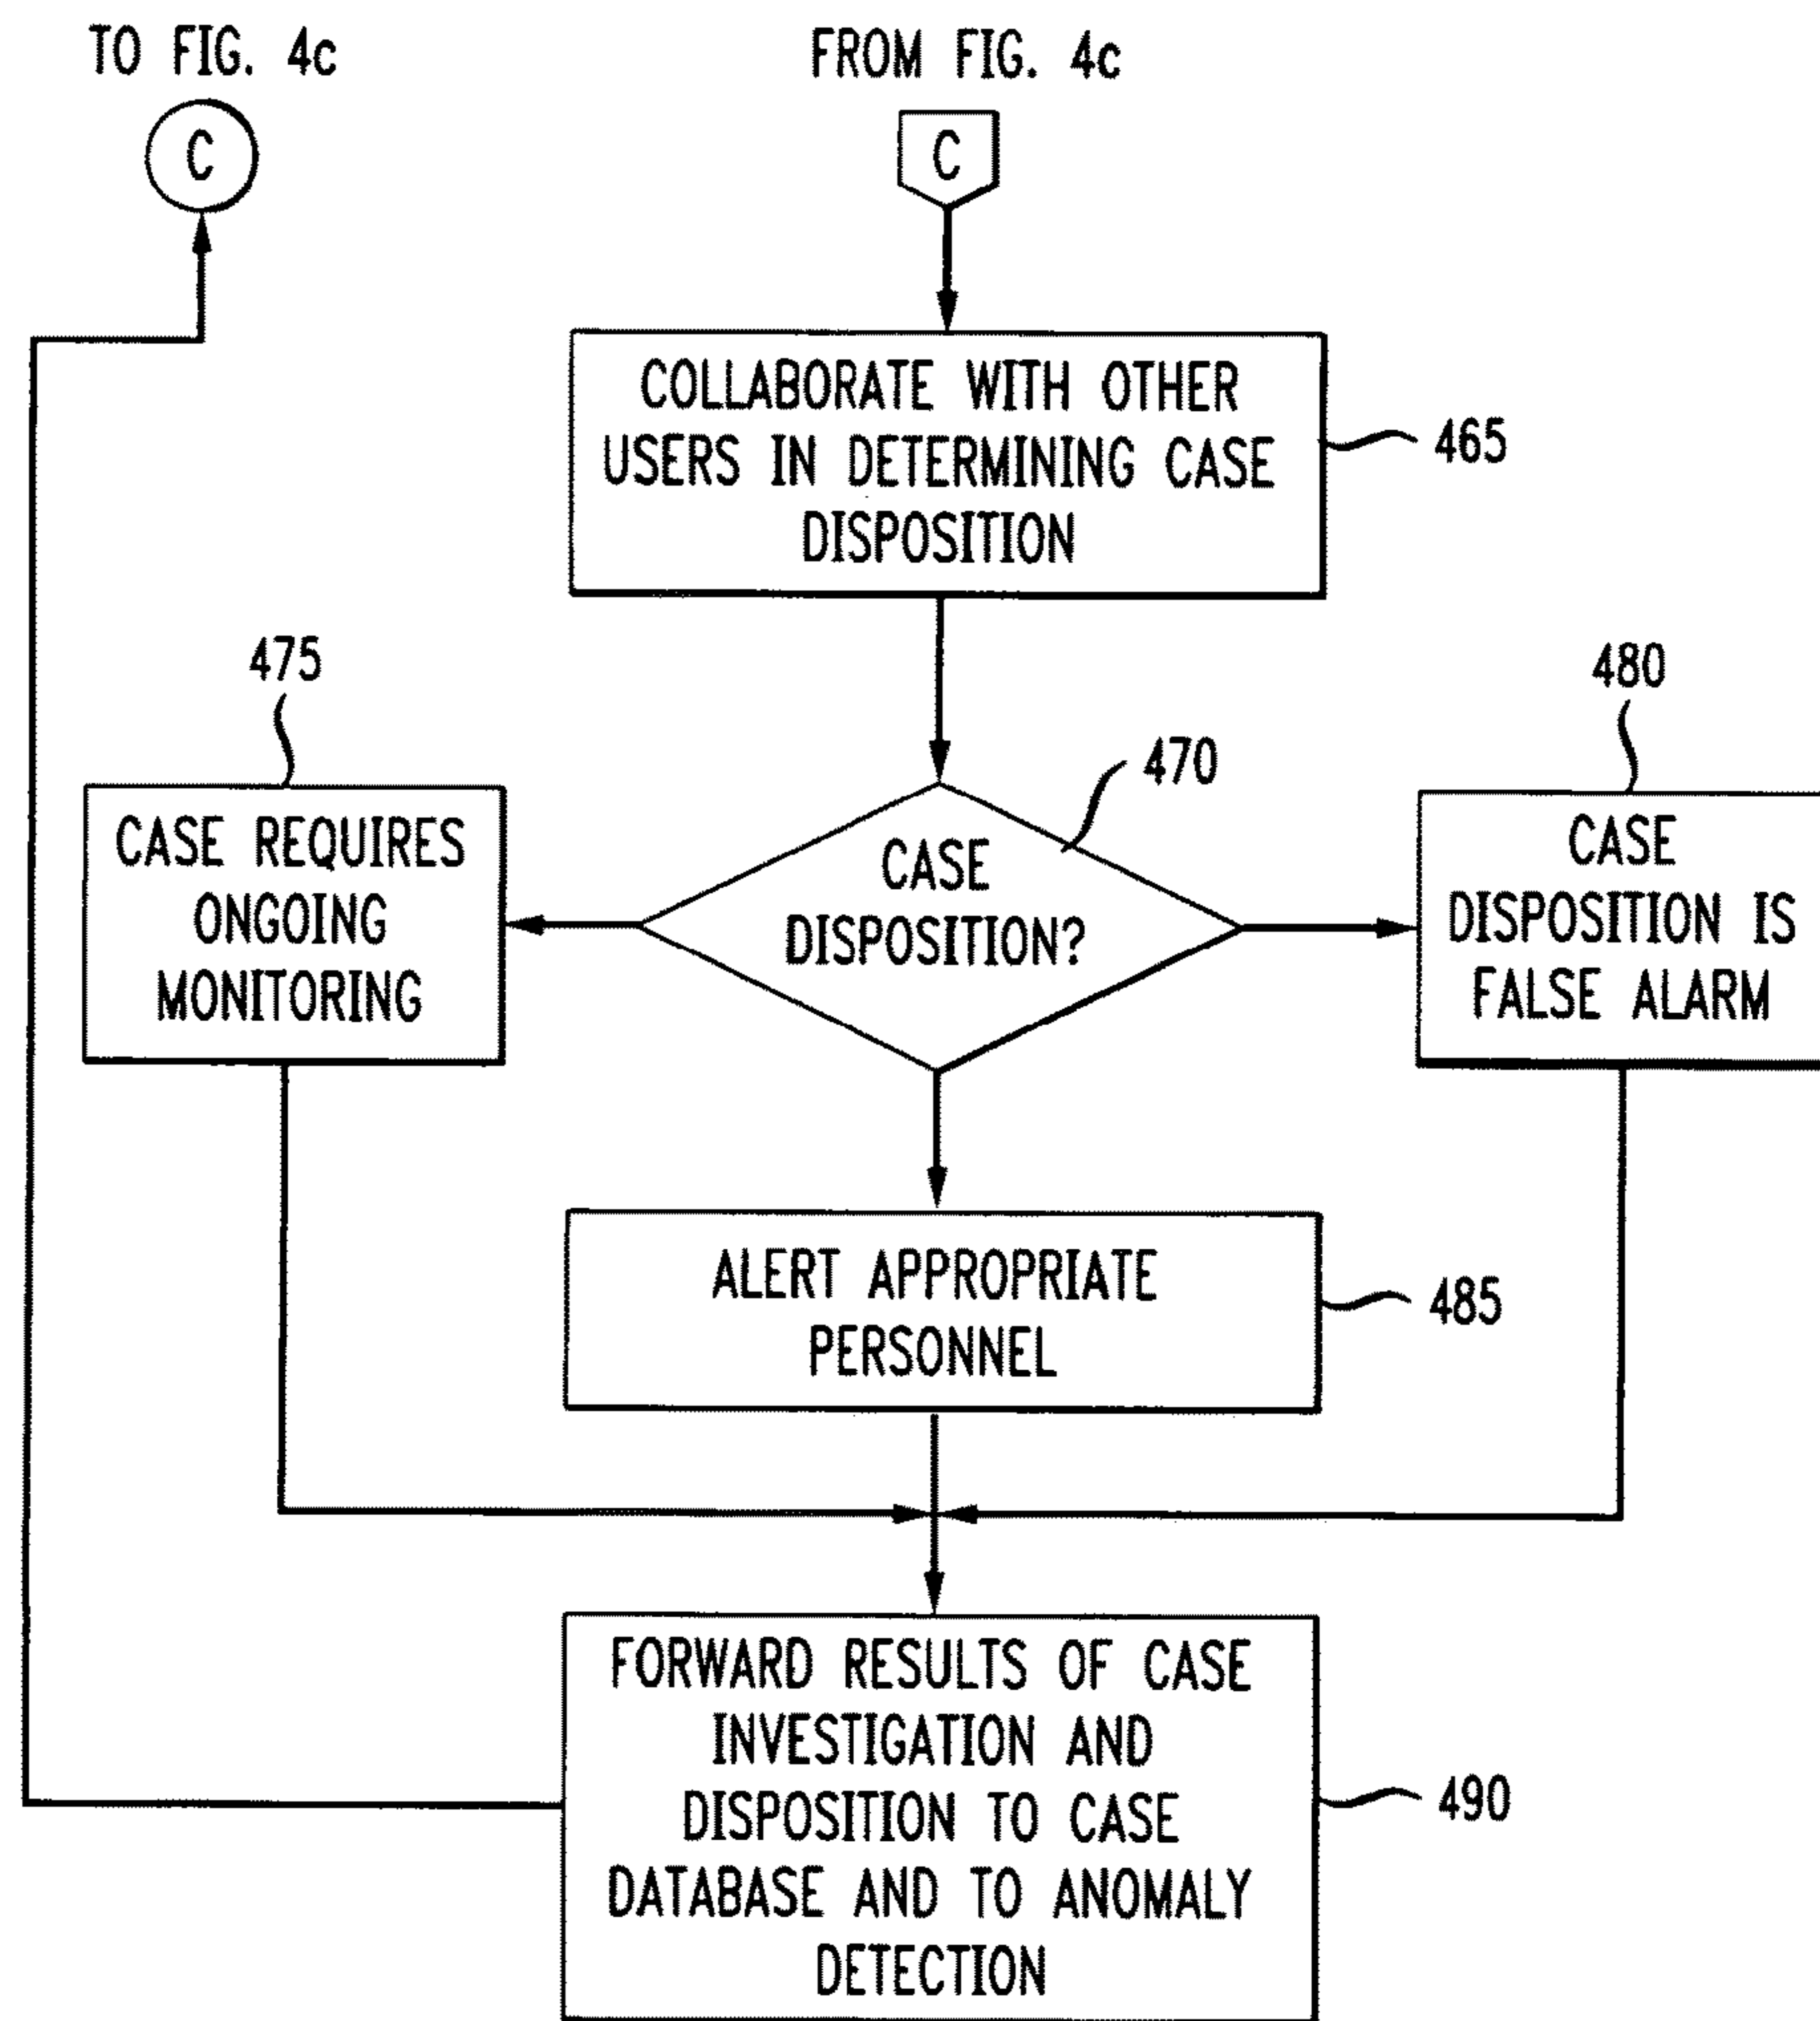 TO FIG. 4c
FROM FIG. 4c
C
C
COLLABORATE WITH OTHER
USERS IN DETERMINING CASE
DISPOSITION
465
475
480
470
CASE REQUIRES
ONGOING
MONITORING
CASE
DISPOSITION?
CASE
DISPOSITION IS
FALSE ALARM
ALERT APPROPRIATE
PERSONNEL
485
FORWARD RESULTS OF CASE
INVESTIGATION AND
DISPOSITION TO CASE
DATABASE AND TO ANOMALY
DETECTION
490